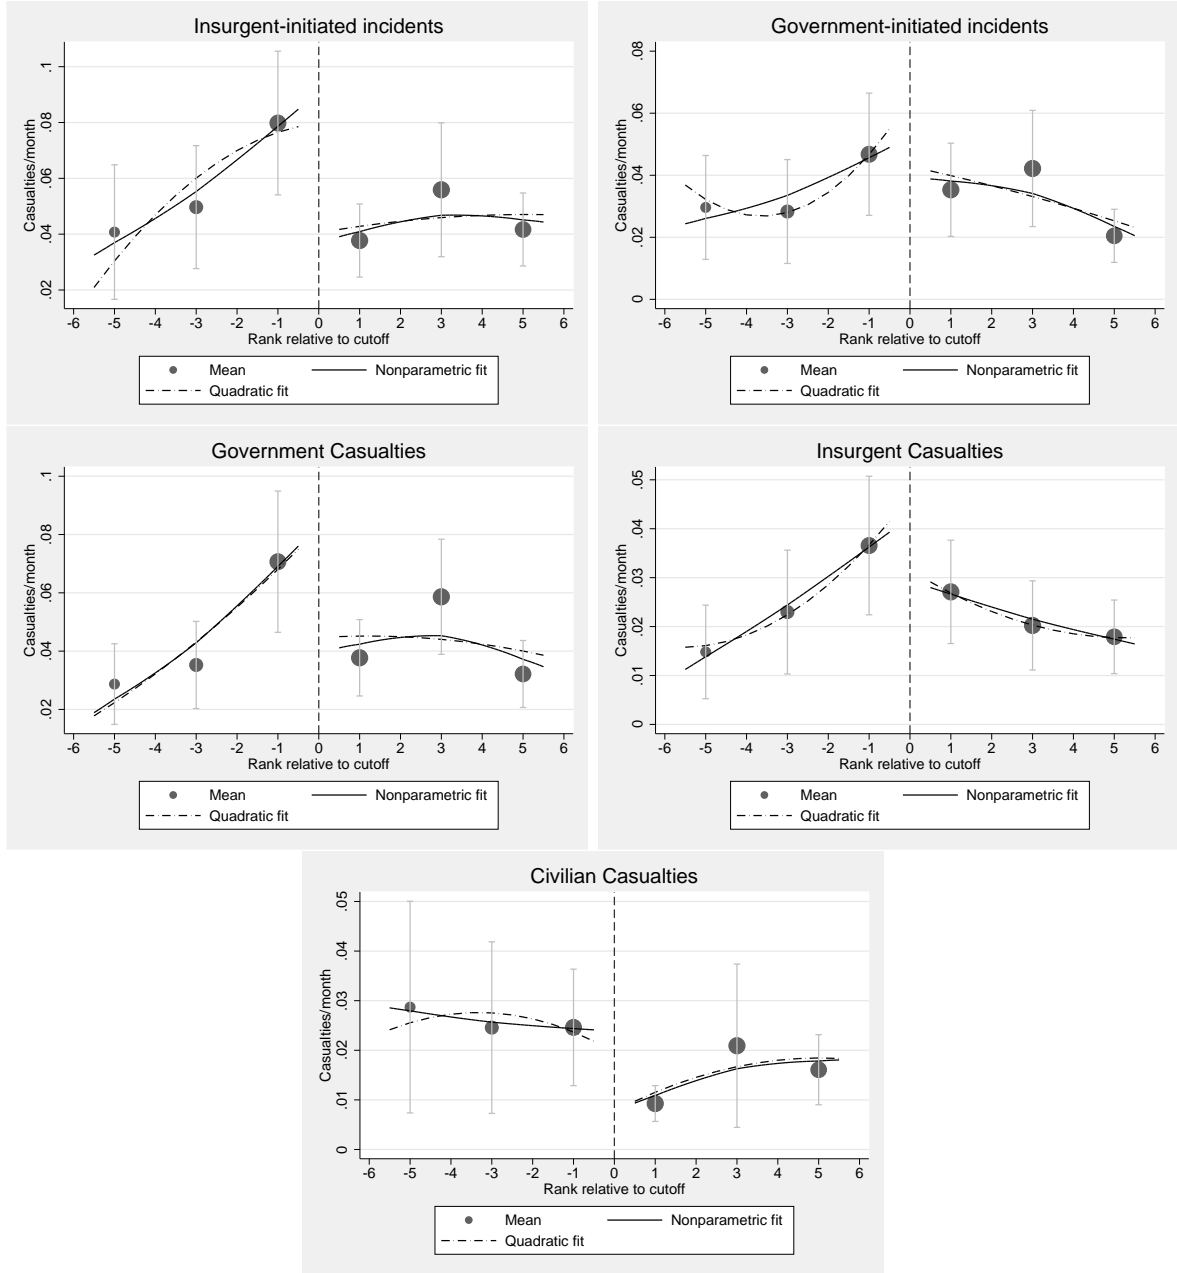 Insurgent-initiated incidents
Casualties/month
.1
.08
.06
.04
.02
-6 -5 -4 -3 -2 -1 0 1 2 3 4 5 6
Rank relative to cutoff
Mean Nonparametric fit
Quadratic fit
Government-initiated incidents
Casualties/month
.08
.06
.04
.02
0
-6 -5 -4 -3 -2 -1 0 1 2 3 4 5 6
Rank relative to cutoff
Mean Nonparametric fit
Quadratic fit
Government Casualties
Casualties/month
.1
.08
.06
.04
.02
-6 -5 -4 -3 -2 -1 0 1 2 3 4 5 6
Rank relative to cutoff
Mean Nonparametric fit
Quadratic fit
Insurgent Casualties
Casualties/month
.05
.04
.03
.02
.01
0
-6 -5 -4 -3 -2 -1 0 1 2 3 4 5 6
Rank relative to cutoff
Mean Nonparametric fit
Quadratic fit
Civilian Casualties
Casualties/month
.05
.04
.03
.02
.01
0
-6 -5 -4 -3 -2 -1 0 1 2 3 4 5 6
Rank relative to cutoff
Mean Nonparametric fit
Quadratic fit